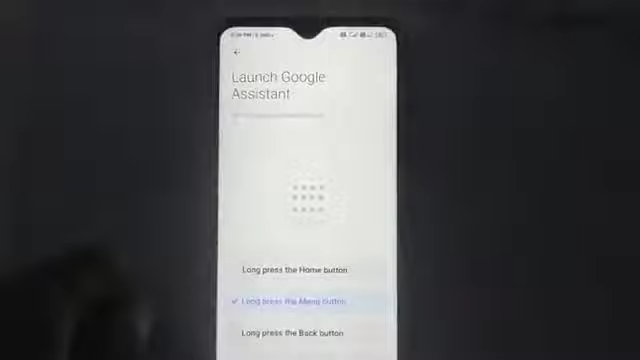 Launch Google
Assistant
Long press the Home button
Long press the Menu button
Long press the Back button